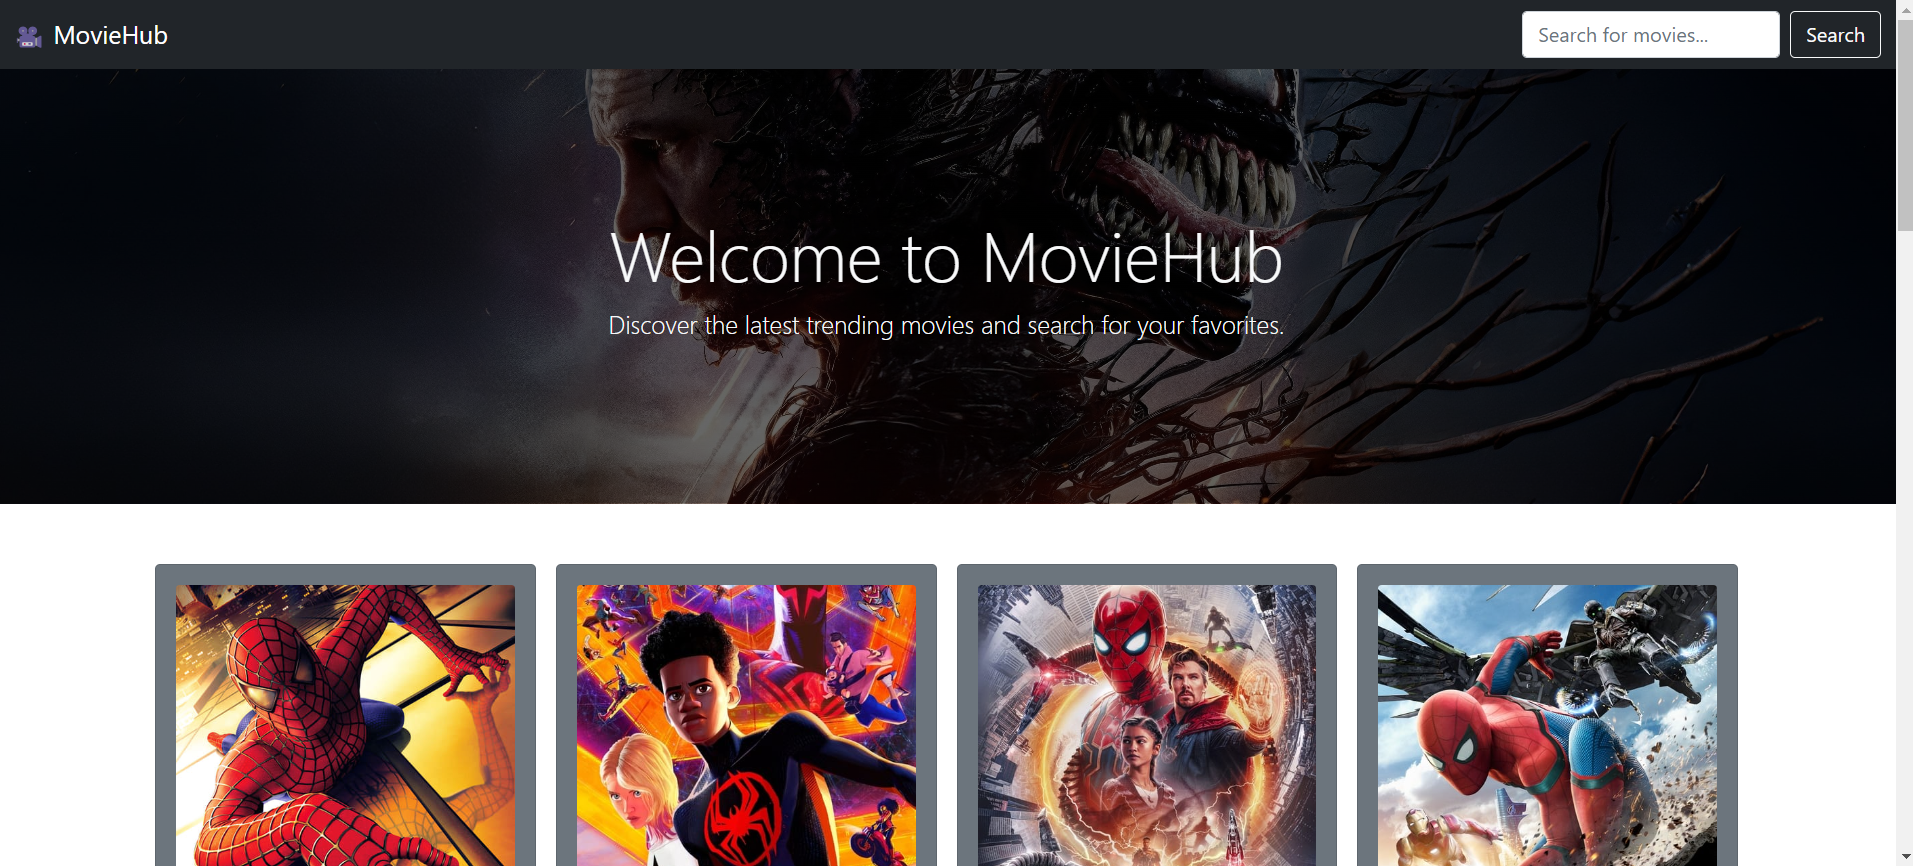 MovieHub
Search for movies...
Search
Welcome to MovieHub
Discover the latest trending movies and search for your favorites.